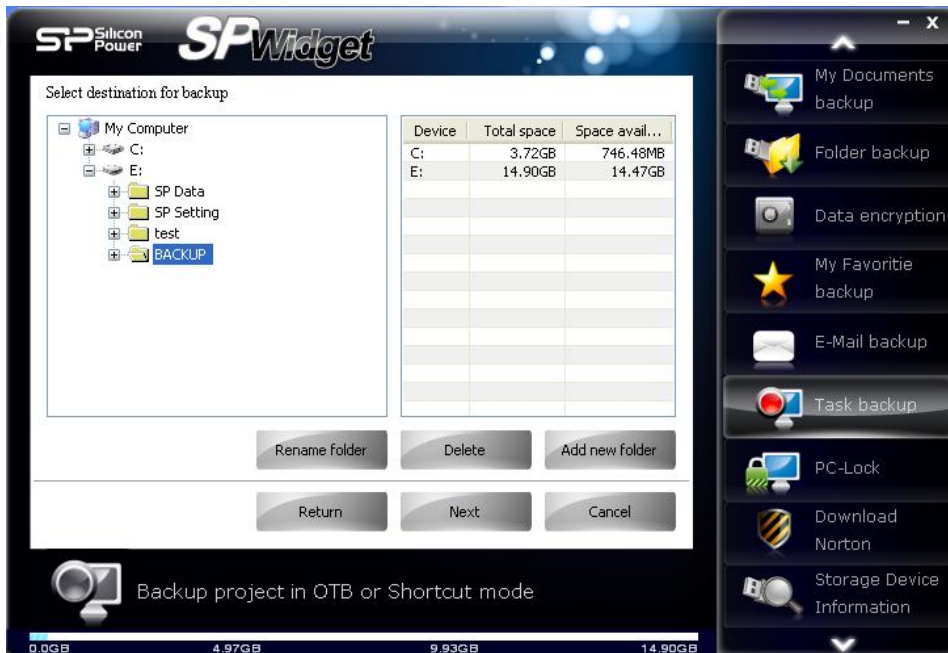 SP Silicon Power
SPWidget
Select destination for backup
My Computer
C:
E:
SP Data
SP Setting
test
BACKUP
Device Total space Space avail...
C: 3.72GB 746.48MB
E: 14.90GB 14.47GB
Rename folder Delete Add new folder
Return Next Cancel
Backup project in OTB or Shortcut mode
0.0GB 4.97GB 9.93GB 14.90GB
- x
My Documents
backup
Folder backup
Data encryption
My Favoritie
backup
E-Mail backup
Task backup
PC-Lock
Download
Norton
Storage Device
Information